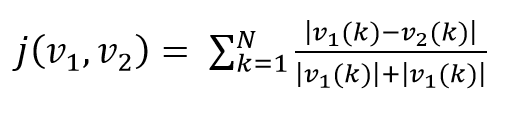 j(v₁, v₂) = ∑ₖ₌₁ᴺ |v₁(k)−v₂(k)| / |v₁(k)|+|v₁(k)|